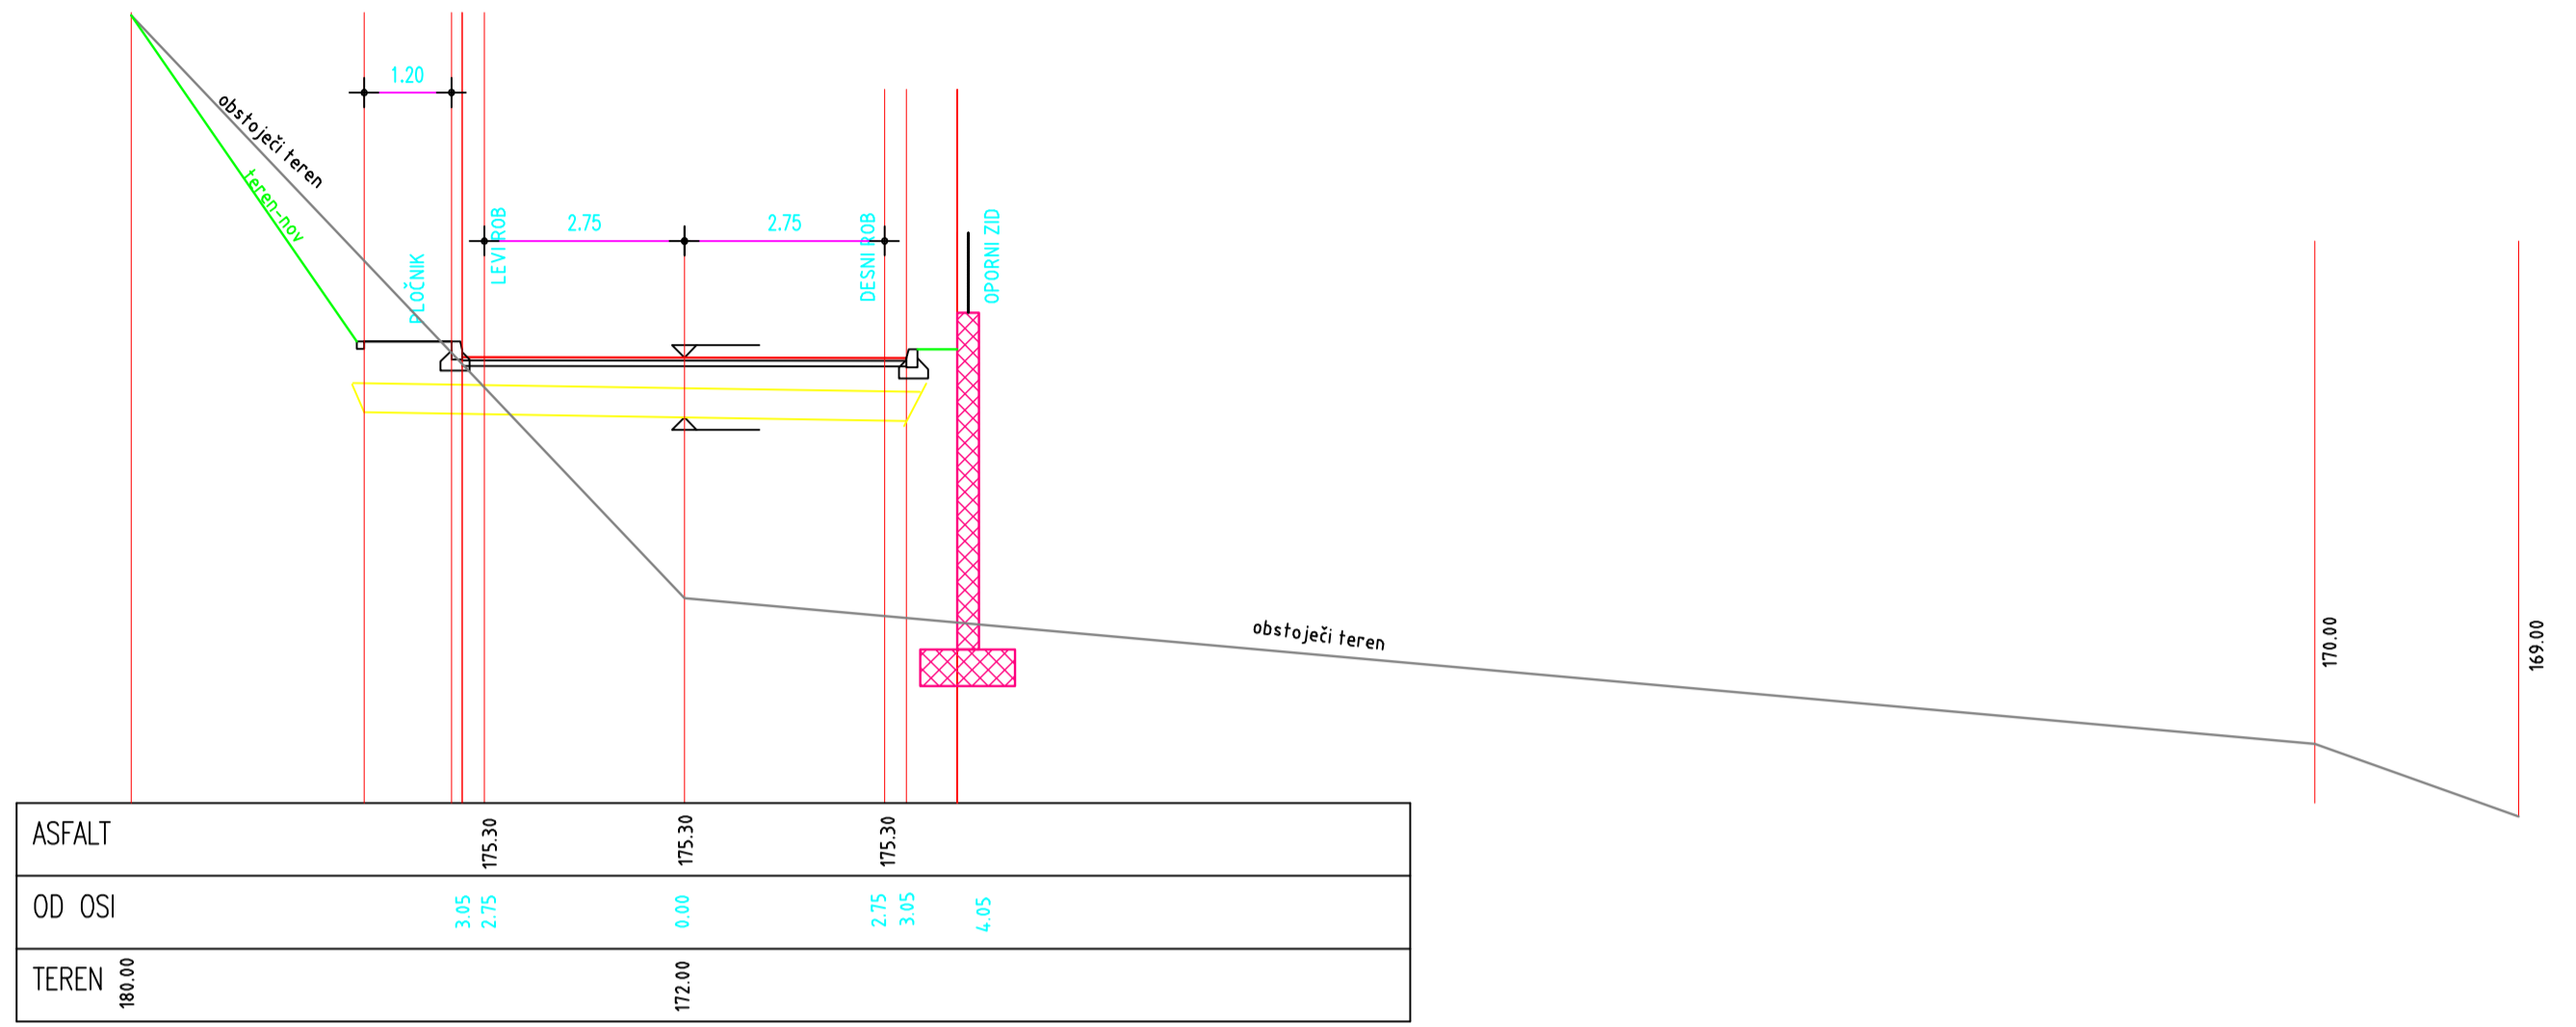 1.20
obstoječi teren
teren-nov
PLOČNIK
LEVI ROB
2.75
2.75
DESNI ROB
OPORNI ZID
obstoječi teren
170.00
169.00
ASFALT
175.30
175.30
175.30
OD OSI
3.05
2.75
0.00
2.75
3.05
4.05
TEREN
180.00
172.00